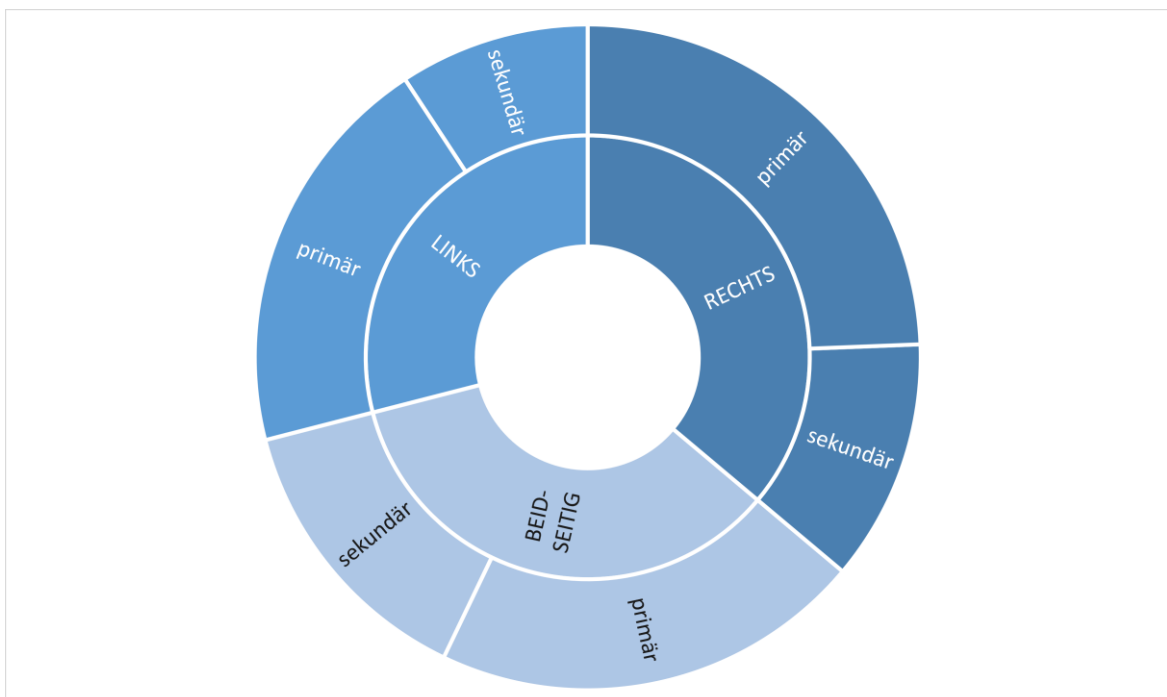 sekundär
primär
primär
LINKS
RECHTS
sekundär
BEID-
SEITIG
sekundär
primär